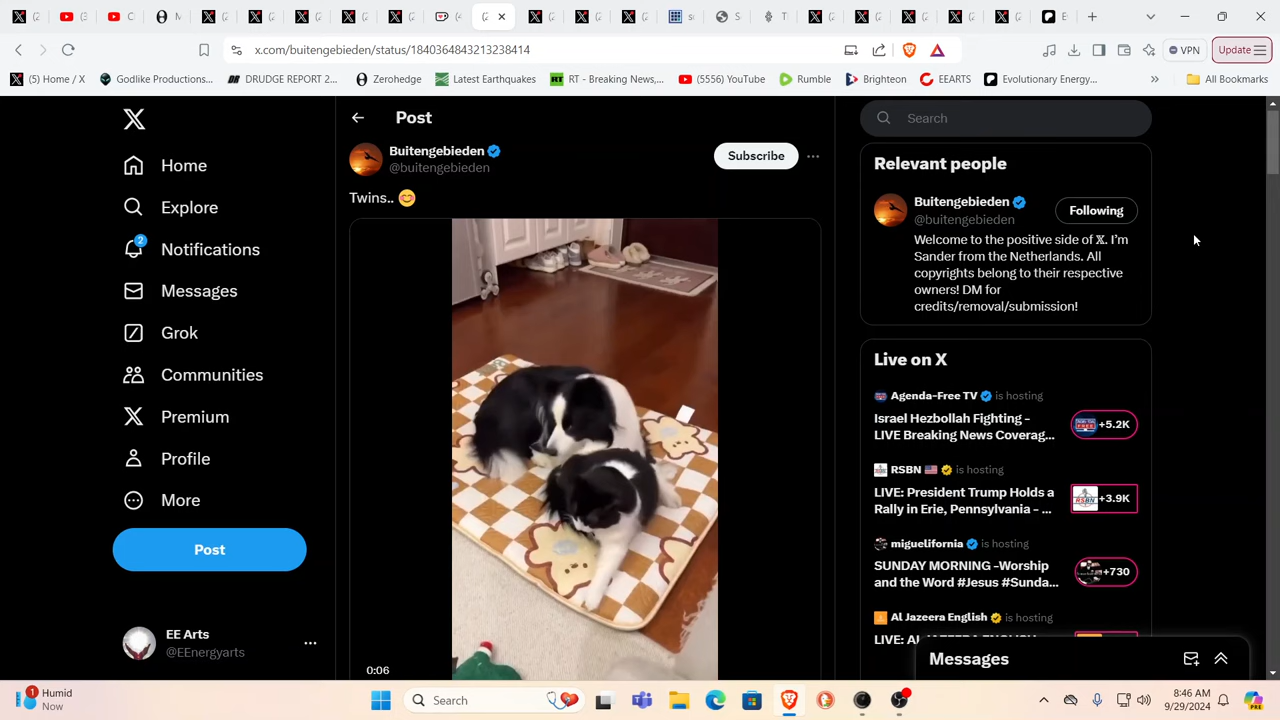 (4
(2
M
se
S
T
E
x.com/buitengebieden/status/1840364843213238414
VPN
Update
(5) Home / X
Godlike Productions...
DRUDGE REPORT 2...
Zerohedge
Latest Earthquakes
RT - Breaking News,...
(5556) YouTube
Rumble
Brighteon
EEARTS
Evolutionary Energy...
All Bookmarks
Home
Explore
2
Notifications
Messages
Grok
Communities
Premium
Profile
More
Post
EE Arts
@EEnergyarts
Post
Buitengebieden
@buitengebieden
Subscribe
Twins.. 😊
0:06
Search
Relevant people
Buitengebieden
@buitengebieden
Following
Welcome to the positive side of 𝕏. I'm
Sander from the Netherlands. All
copyrights belong to their respective
owners! DM for
credits/removal/submission!
Live on X
Agenda-Free TV is hosting
Israel Hezbollah Fighting -
LIVE Breaking News Coverag...
+5.2K
RSBN 🇺🇸 is hosting
LIVE: President Trump Holds a
Rally in Erie, Pennsylvania - ...
+3.9K
miguelifornia is hosting
SUNDAY MORNING -Worship
and the Word #Jesus #Sunda...
+730
Al Jazeera English is hosting
Messages
1
Humid
Now
Search
8:46 AM
9/29/2024
PRE